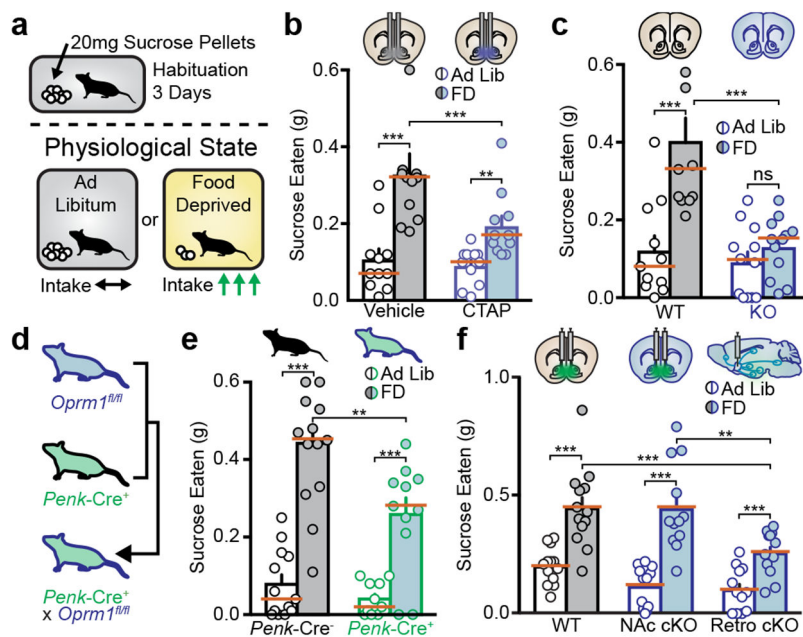 a
20mg Sucrose Pellets
Habituation
3 Days
Physiological State
Ad
Libitum
or
Food
Deprived
Intake
Intake
b
Ad Lib
FD
Sucrose Eaten (g)
0.6
0.4
0.2
0.0
***
***
**
Vehicle
CTAP
c
Ad Lib
FD
Sucrose Eaten (g)
0.6
0.4
0.2
0.0
***
***
ns
WT
KO
d
Oprm1fl/fl
Penk-Cre+
Penk-Cre+
x Oprm1fl/fl
e
Ad Lib
FD
Sucrose Eaten (g)
0.6
0.4
0.2
0.0
***
**
***
Penk-Cre-
Penk-Cre+
f
Ad Lib
FD
Sucrose Eaten (g)
1.0
0.5
0.0
***
***
***
**
***
WT
NAc cKO
Retro cKO